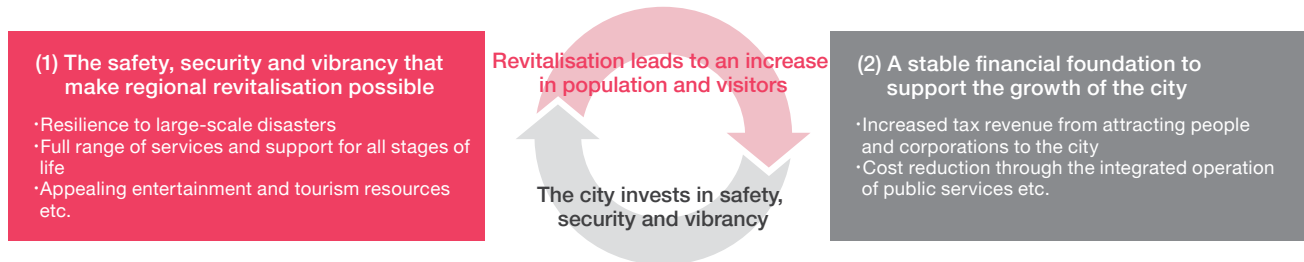 (1) The safety, security and vibrancy that
make regional revitalisation possible
・Resilience to large-scale disasters
・Full range of services and support for all stages of
life
・Appealing entertainment and tourism resources
etc.
Revitalisation leads to an increase
in population and visitors
The city invests in safety,
security and vibrancy
(2) A stable financial foundation to
support the growth of the city
・Increased tax revenue from attracting people
and corporations to the city
・Cost reduction through the integrated operation
of public services etc.